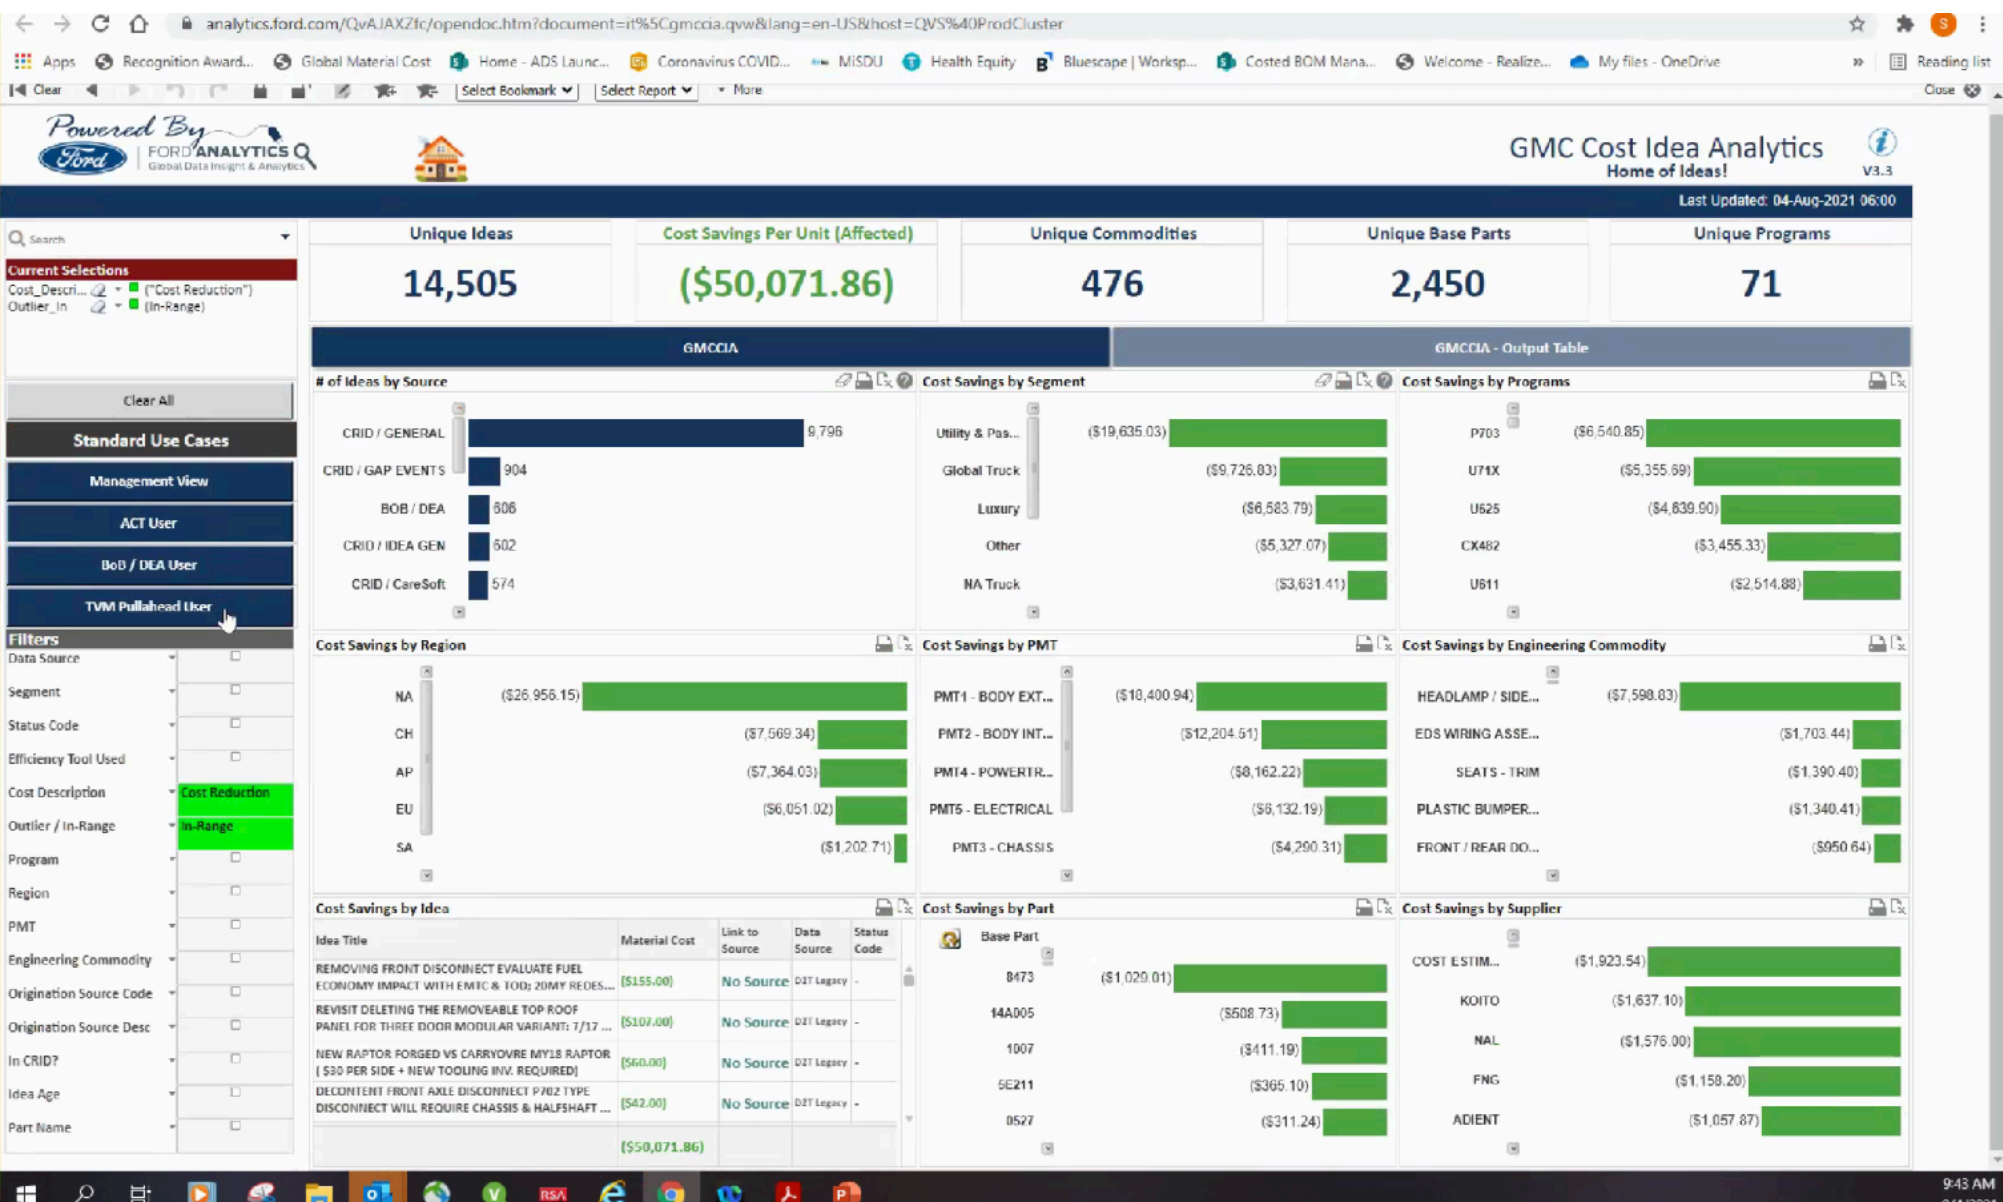 analytics.ford.com/QvAJAXZfc/opendoc.htm?document=it%5Cgmccia.qvw&lang=en-US&host=QVS%40ProdCluster
S
Apps
Recognition Award...
Global Material Cost
Home - ADS Launc...
Coronavirus COVID...
MiSDU
Health Equity
Bluescape | Worksp...
Costed BOM Mana...
Welcome - Realize...
My files - OneDrive
»
Reading list
Clear
Select Bookmark
Select Report
More
Close
Powered By
Ford
FORD ANALYTICS
Global Data Insight & Analytics
GMC Cost Idea Analytics
Home of Ideas!
V3.3
Last Updated: 04-Aug-2021 06:00
Search
Current Selections
Cost_Descri... ("Cost Reduction")
Outlier_In (In-Range)
Unique Ideas
14,505
Cost Savings Per Unit (Affected)
($50,071.86)
Unique Commodities
476
Unique Base Parts
2,450
Unique Programs
71
GMCCIA
GMCCIA - Output Table
Clear All
Standard Use Cases
Management View
ACT User
BoB / DEA User
TVM Pullahead User
Filters
Data Source
Segment
Status Code
Efficiency Tool Used
Cost Description Cost Reduction
Outlier / In-Range In-Range
Program
Region
PMT
Engineering Commodity
Origination Source Code
Origination Source Desc
In CRID?
Idea Age
Part Name
# of Ideas by Source
CRID / GENERAL 9,796
CRID / GAP EVENTS 904
BOB / DEA 606
CRID / IDEA GEN 602
CRID / CareSoft 574
Cost Savings by Segment
Utility & Pas... ($19,635.03)
Global Truck ($9,726.83)
Luxury ($6,583.79)
Other ($5,327.07)
NA Truck ($3,631.41)
Cost Savings by Programs
P703 ($6,540.85)
U71X ($5,355.69)
U625 ($4,639.90)
CX482 ($3,455.33)
U611 ($2,514.88)
Cost Savings by Region
NA ($26,956.15)
CH ($7,569.34)
AP ($7,364.03)
EU ($6,051.02)
SA ($1,202.71)
Cost Savings by PMT
PMT1 - BODY EXT... ($18,400.94)
PMT2 - BODY INT... ($12,204.51)
PMT4 - POWERTR... ($8,162.22)
PMT5 - ELECTRICAL ($6,132.19)
PMT3 - CHASSIS ($4,290.31)
Cost Savings by Engineering Commodity
HEADLAMP / SIDE... ($7,598.83)
EDS WIRING ASSE... ($1,703.44)
SEATS - TRIM ($1,390.40)
PLASTIC BUMPER... ($1,340.41)
FRONT / REAR DO... ($950.64)
Cost Savings by Idea
Idea Title Material Cost Link to Source Data Source Status Code
REMOVING FRONT DISCONNECT EVALUATE FUEL
ECONOMY IMPACT WITH EMTC & TOD; 20MY REDES... ($155.00) No Source D2T Legacy -
REVISIT DELETING THE REMOVEABLE TOP ROOF
PANEL FOR THREE DOOR MODULAR VARIANT: 7/17 ... ($107.00) No Source D2T Legacy -
NEW RAPTOR FORGED VS CARRYOVRE MY18 RAPTOR
( $30 PER SIDE + NEW TOOLING INV. REQUIRED) ($60.00) No Source D2T Legacy -
DECONTENT FRONT AXLE DISCONNECT P702 TYPE
DISCONNECT WILL REQUIRE CHASSIS & HALFSHAFT ... ($42.00) No Source D2T Legacy -
($50,071.86)
Cost Savings by Part
Base Part
8473 ($1,029.01)
14A005 ($508.73)
1007 ($411.19)
5E211 ($365.10)
0527 ($311.24)
Cost Savings by Supplier
COST ESTIM... ($1,923.54)
KOITO ($1,637.10)
NAL ($1,576.00)
FNG ($1,158.20)
ADIENT ($1,057.87)
RSA
9:43 AM